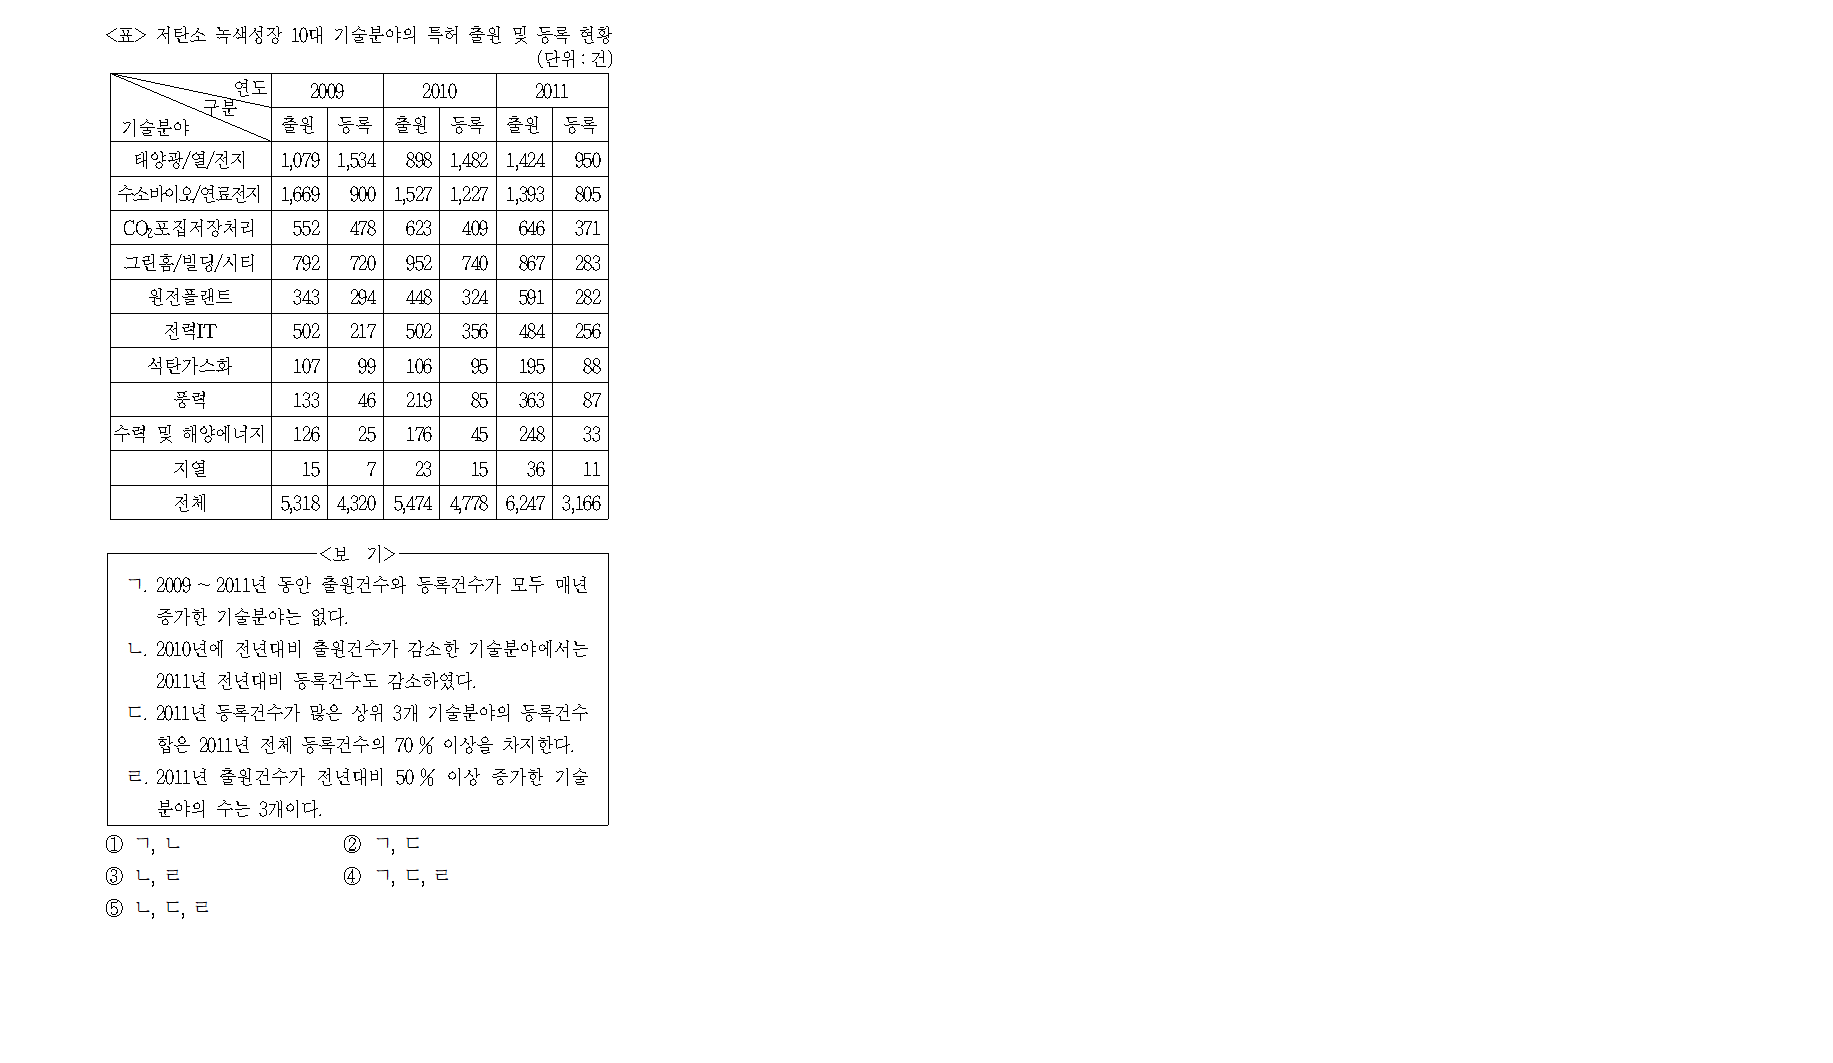 <표> 저탄소 녹색성장 10대 기술분야의 특허 출원 및 등록 현황
(단위 : 건)
연도 2009 2010 2011
구분
기술분야 출원 등록 출원 등록 출원 등록
태양광/열/전지 1,079 1,534 898 1,482 1,424 950
수소바이오/연료전지 1,669 900 1,527 1,227 1,393 805
CO₂포집저장처리 552 478 623 409 646 371
그린홈/빌딩/시티 792 720 952 740 867 283
원전플랜트 343 294 448 324 591 282
전력IT 502 217 502 356 484 256
석탄가스화 107 99 106 95 195 88
풍력 133 46 219 85 363 87
수력 및 해양에너지 126 25 176 45 248 33
지열 15 7 23 15 36 11
전체 5,318 4,320 5,474 4,778 6,247 3,166
<보 기>
ㄱ. 2009 ~ 2011년 동안 출원건수와 등록건수가 모두 매년
증가한 기술분야는 없다.
ㄴ. 2010년에 전년대비 출원건수가 감소한 기술분야에서는
2011년 전년대비 등록건수도 감소하였다.
ㄷ. 2011년 등록건수가 많은 상위 3개 기술분야의 등록건수
합은 2011년 전체 등록건수의 70 % 이상을 차지한다.
ㄹ. 2011년 출원건수가 전년대비 50 % 이상 증가한 기술
분야의 수는 3개이다.
① ㄱ, ㄴ ② ㄱ, ㄷ
③ ㄴ, ㄹ ④ ㄱ, ㄷ, ㄹ
⑤ ㄴ, ㄷ, ㄹ